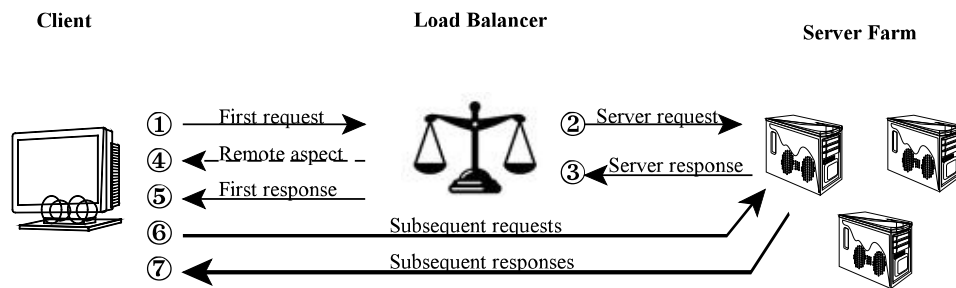 Client
Load Balancer
Server Farm
① First request
② Server request
④ Remote aspect
③ Server response
⑤ First response
⑥ Subsequent requests
⑦ Subsequent responses